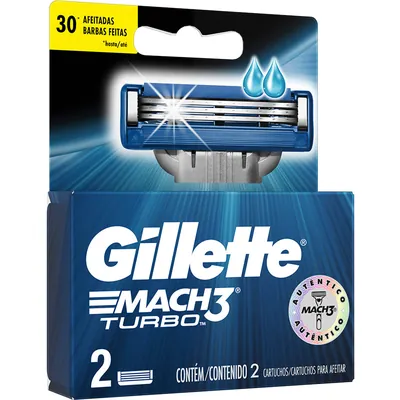 30* AFEITADAS
BARBAS FEITAS
*hasta/até
Gillette®
MACH3®
TURBO™
AUTÊNTICO
MACH3
AUTÉNTICO
2
CONTÉM/CONTENIDO 2 CARTUCHOS/CARTUCHOS PARA AFEITAR